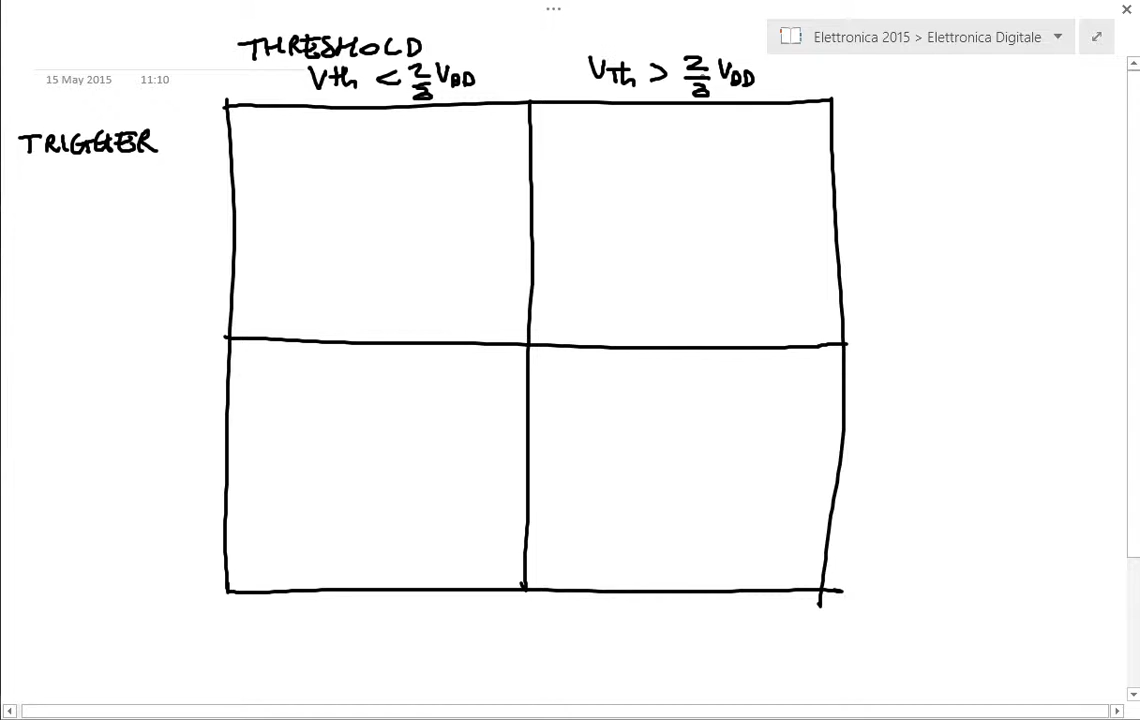 Elettronica 2015 > Elettronica Digitale
THRESHOLD
Vth < 2/3 VDD
VTh > 2/3 VDD
15 May 2015 11:10
TRIGGER